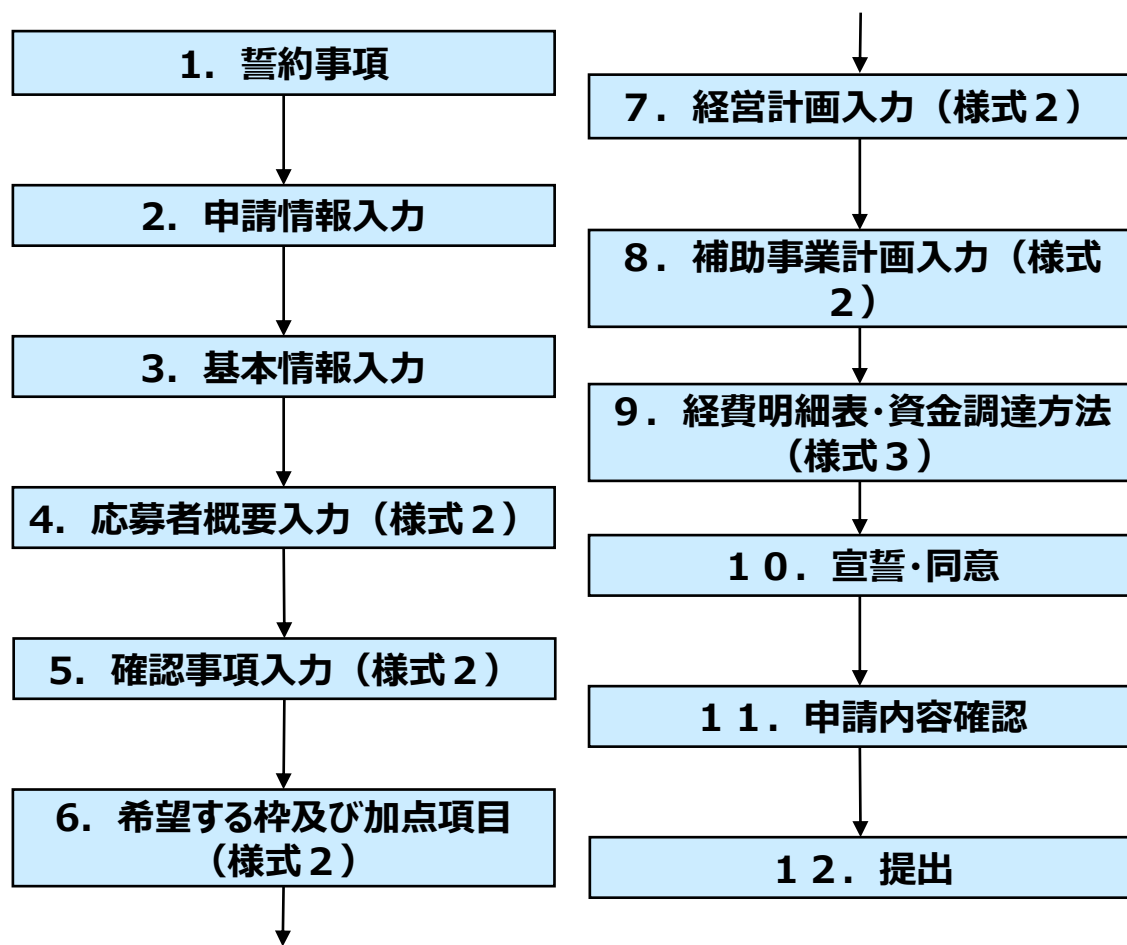 1．誓約事項
2．申請情報入力
3．基本情報入力
4．応募者概要入力（様式２）
5．確認事項入力（様式２）
6．希望する枠及び加点項目
（様式２）
７．経営計画入力（様式２）
８．補助事業計画入力（様式
２）
９．経費明細表・資金調達方法
（様式３）
１０．宣誓・同意
１１．申請内容確認
１２．提出